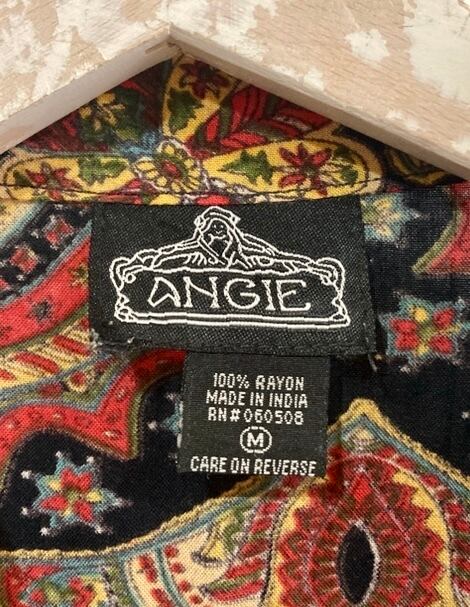 ANGIE
100% RAYON
MADE IN INDIA
RN#060508
M
CARE ON REVERSE